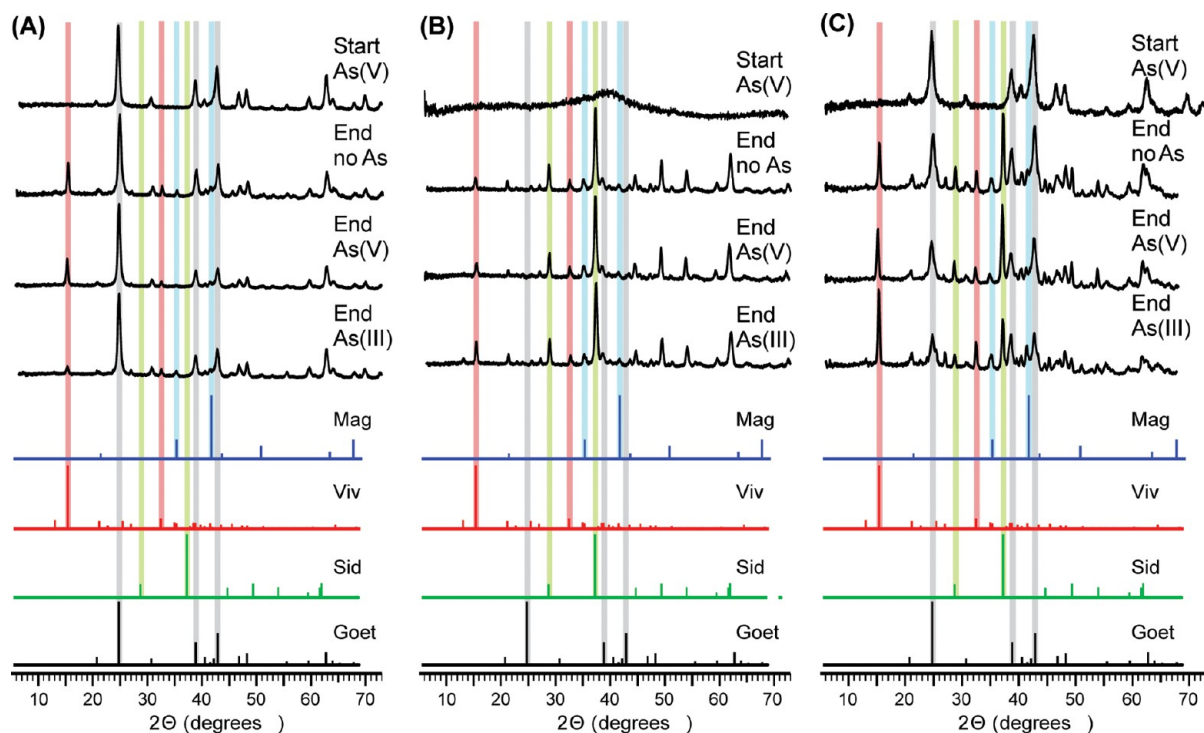 (A)
Start
As(V)
End
no As
End
As(V)
End
As(III)
Mag
Viv
Sid
Goet
10 20 30 40 50 60 70
2Θ (degrees )
(B)
Start
As(V)
End
no As
End
As(V)
End
As(III)
Mag
Viv
Sid
Goet
10 20 30 40 50 60 70
2Θ (degrees )
(C)
Start
As(V)
End
no As
End
As(V)
End
As(III)
Mag
Viv
Sid
Goet
10 20 30 40 50 60 70
2Θ (degrees )